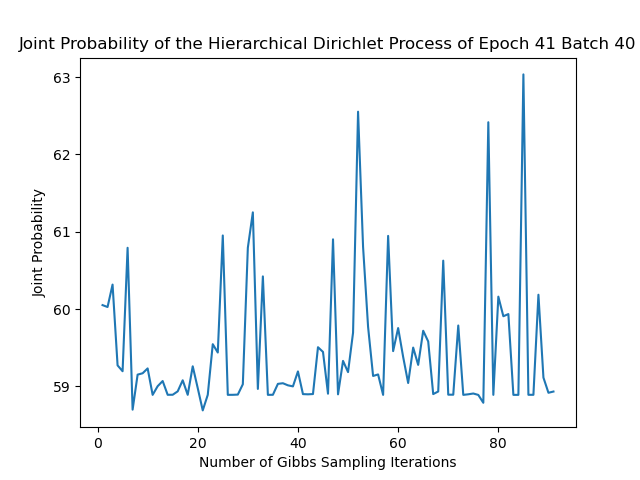 Joint Probability of the Hierarchical Dirichlet Process of Epoch 41 Batch 40
63
62
61
60
59
Joint Probability
0 20 40 60 80
Number of Gibbs Sampling Iterations